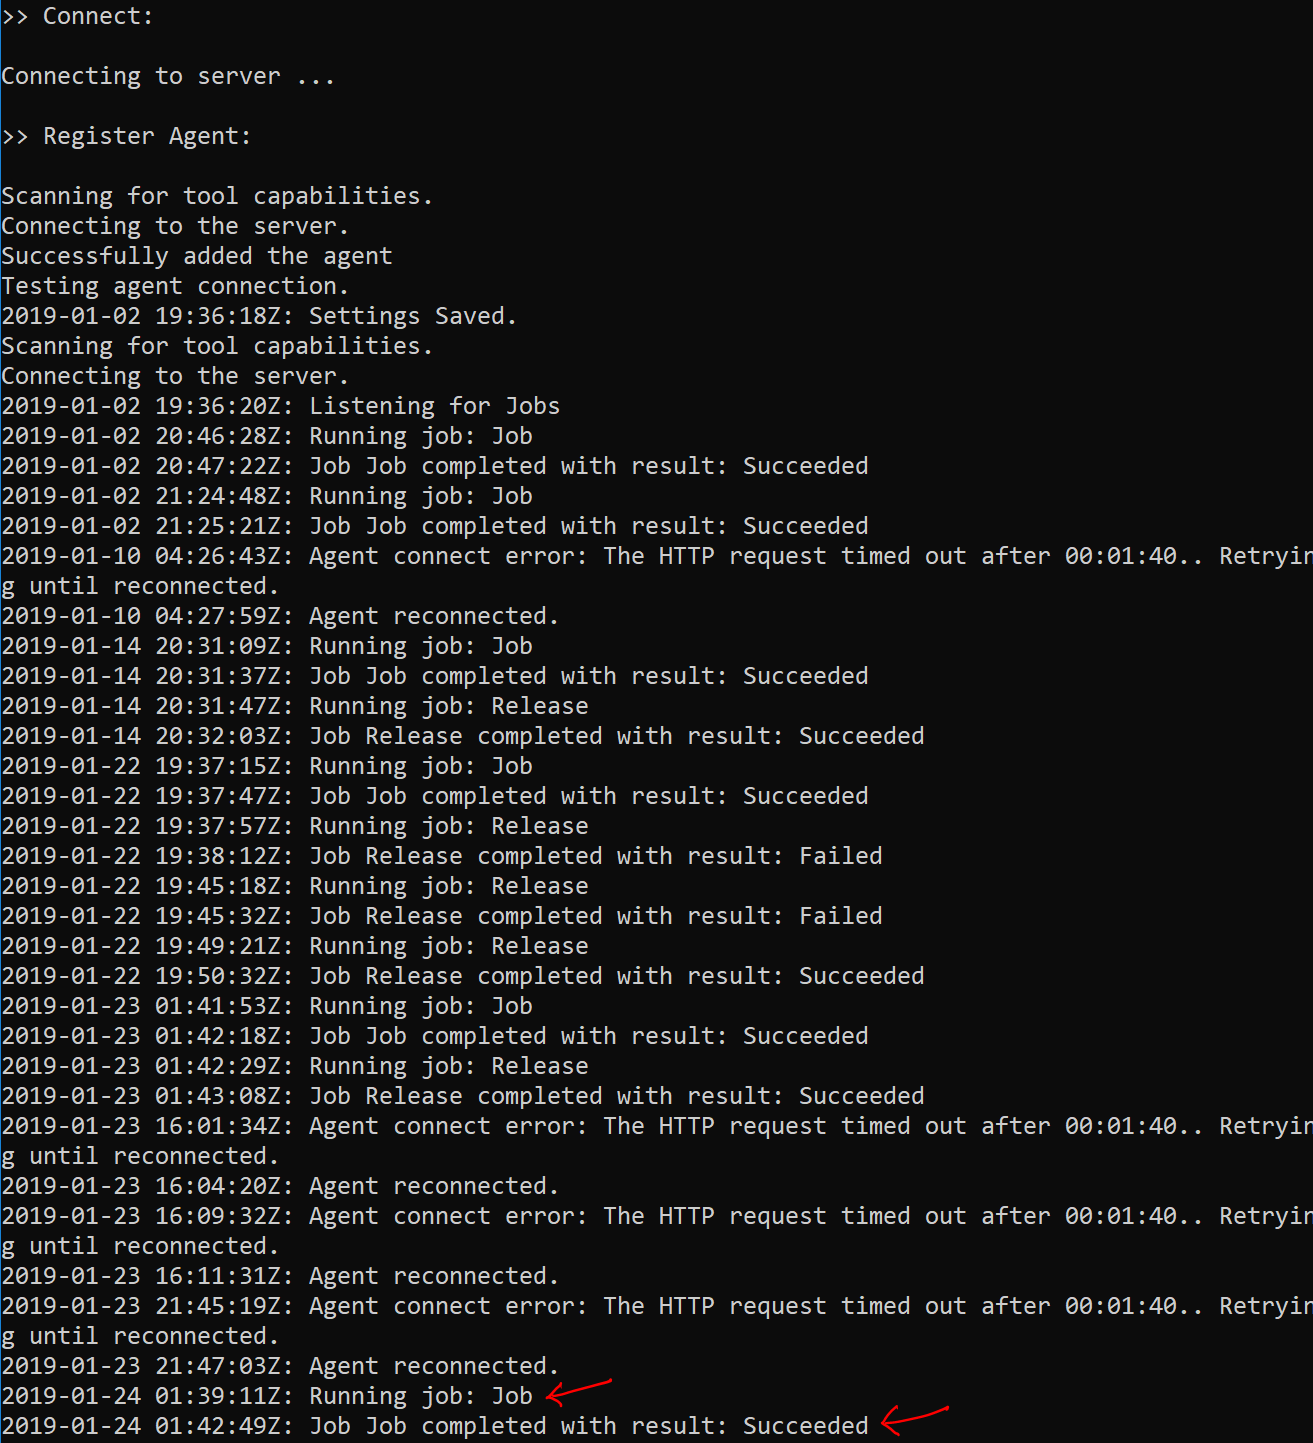 >> Connect:
Connecting to server ...
>> Register Agent:
Scanning for tool capabilities.
Connecting to the server.
Successfully added the agent
Testing agent connection.
2019-01-02 19:36:18Z: Settings Saved.
Scanning for tool capabilities.
Connecting to the server.
2019-01-02 19:36:20Z: Listening for Jobs
2019-01-02 20:46:28Z: Running job: Job
2019-01-02 20:47:22Z: Job Job completed with result: Succeeded
2019-01-02 21:24:48Z: Running job: Job
2019-01-02 21:25:21Z: Job Job completed with result: Succeeded
2019-01-10 04:26:43Z: Agent connect error: The HTTP request timed out after 00:01:40.. Retryin
g until reconnected.
2019-01-10 04:27:59Z: Agent reconnected.
2019-01-14 20:31:09Z: Running job: Job
2019-01-14 20:31:37Z: Job Job completed with result: Succeeded
2019-01-14 20:31:47Z: Running job: Release
2019-01-14 20:32:03Z: Job Release completed with result: Succeeded
2019-01-22 19:37:15Z: Running job: Job
2019-01-22 19:37:47Z: Job Job completed with result: Succeeded
2019-01-22 19:37:57Z: Running job: Release
2019-01-22 19:38:12Z: Job Release completed with result: Failed
2019-01-22 19:45:18Z: Running job: Release
2019-01-22 19:45:32Z: Job Release completed with result: Failed
2019-01-22 19:49:21Z: Running job: Release
2019-01-22 19:50:32Z: Job Release completed with result: Succeeded
2019-01-23 01:41:53Z: Running job: Job
2019-01-23 01:42:18Z: Job Job completed with result: Succeeded
2019-01-23 01:42:29Z: Running job: Release
2019-01-23 01:43:08Z: Job Release completed with result: Succeeded
2019-01-23 16:01:34Z: Agent connect error: The HTTP request timed out after 00:01:40.. Retryin
g until reconnected.
2019-01-23 16:04:20Z: Agent reconnected.
2019-01-23 16:09:32Z: Agent connect error: The HTTP request timed out after 00:01:40.. Retryin
g until reconnected.
2019-01-23 16:11:31Z: Agent reconnected.
2019-01-23 21:45:19Z: Agent connect error: The HTTP request timed out after 00:01:40.. Retryin
g until reconnected.
2019-01-23 21:47:03Z: Agent reconnected.
2019-01-24 01:39:11Z: Running job: Job
2019-01-24 01:42:49Z: Job Job completed with result: Succeeded